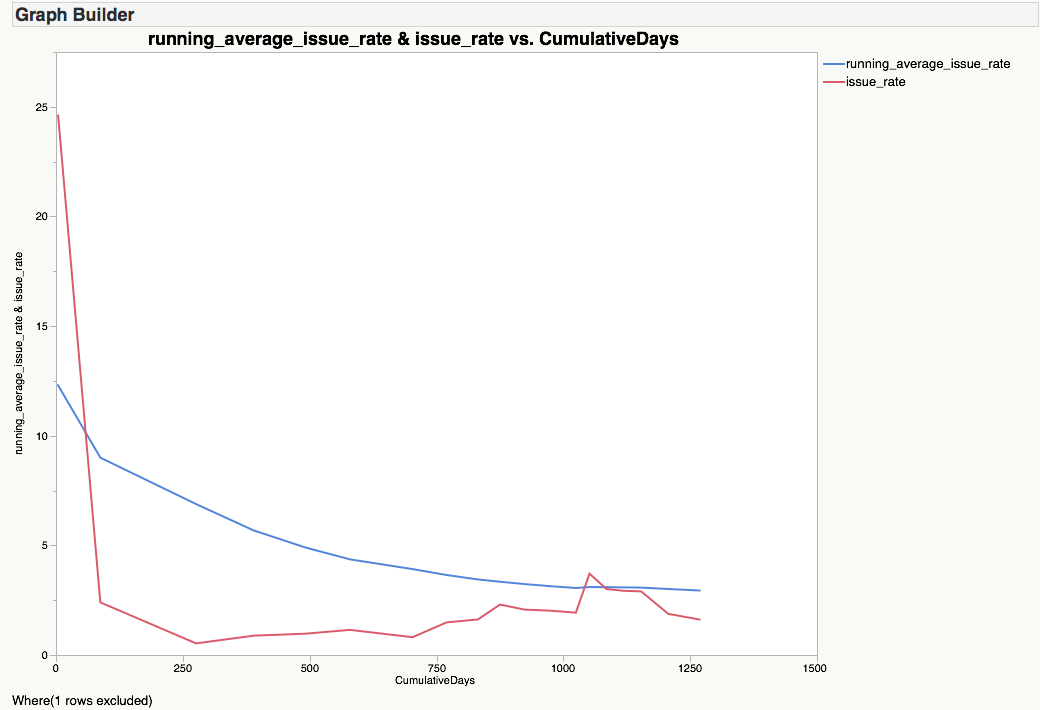 Graph Builder
running_average_issue_rate & issue_rate vs. CumulativeDays
running_average_issue_rate
issue_rate
25
20
15
10
5
0
running_average_issue_rate & issue_rate
0 250 500 750 1000 1250 1500
CumulativeDays
Where(1 rows excluded)